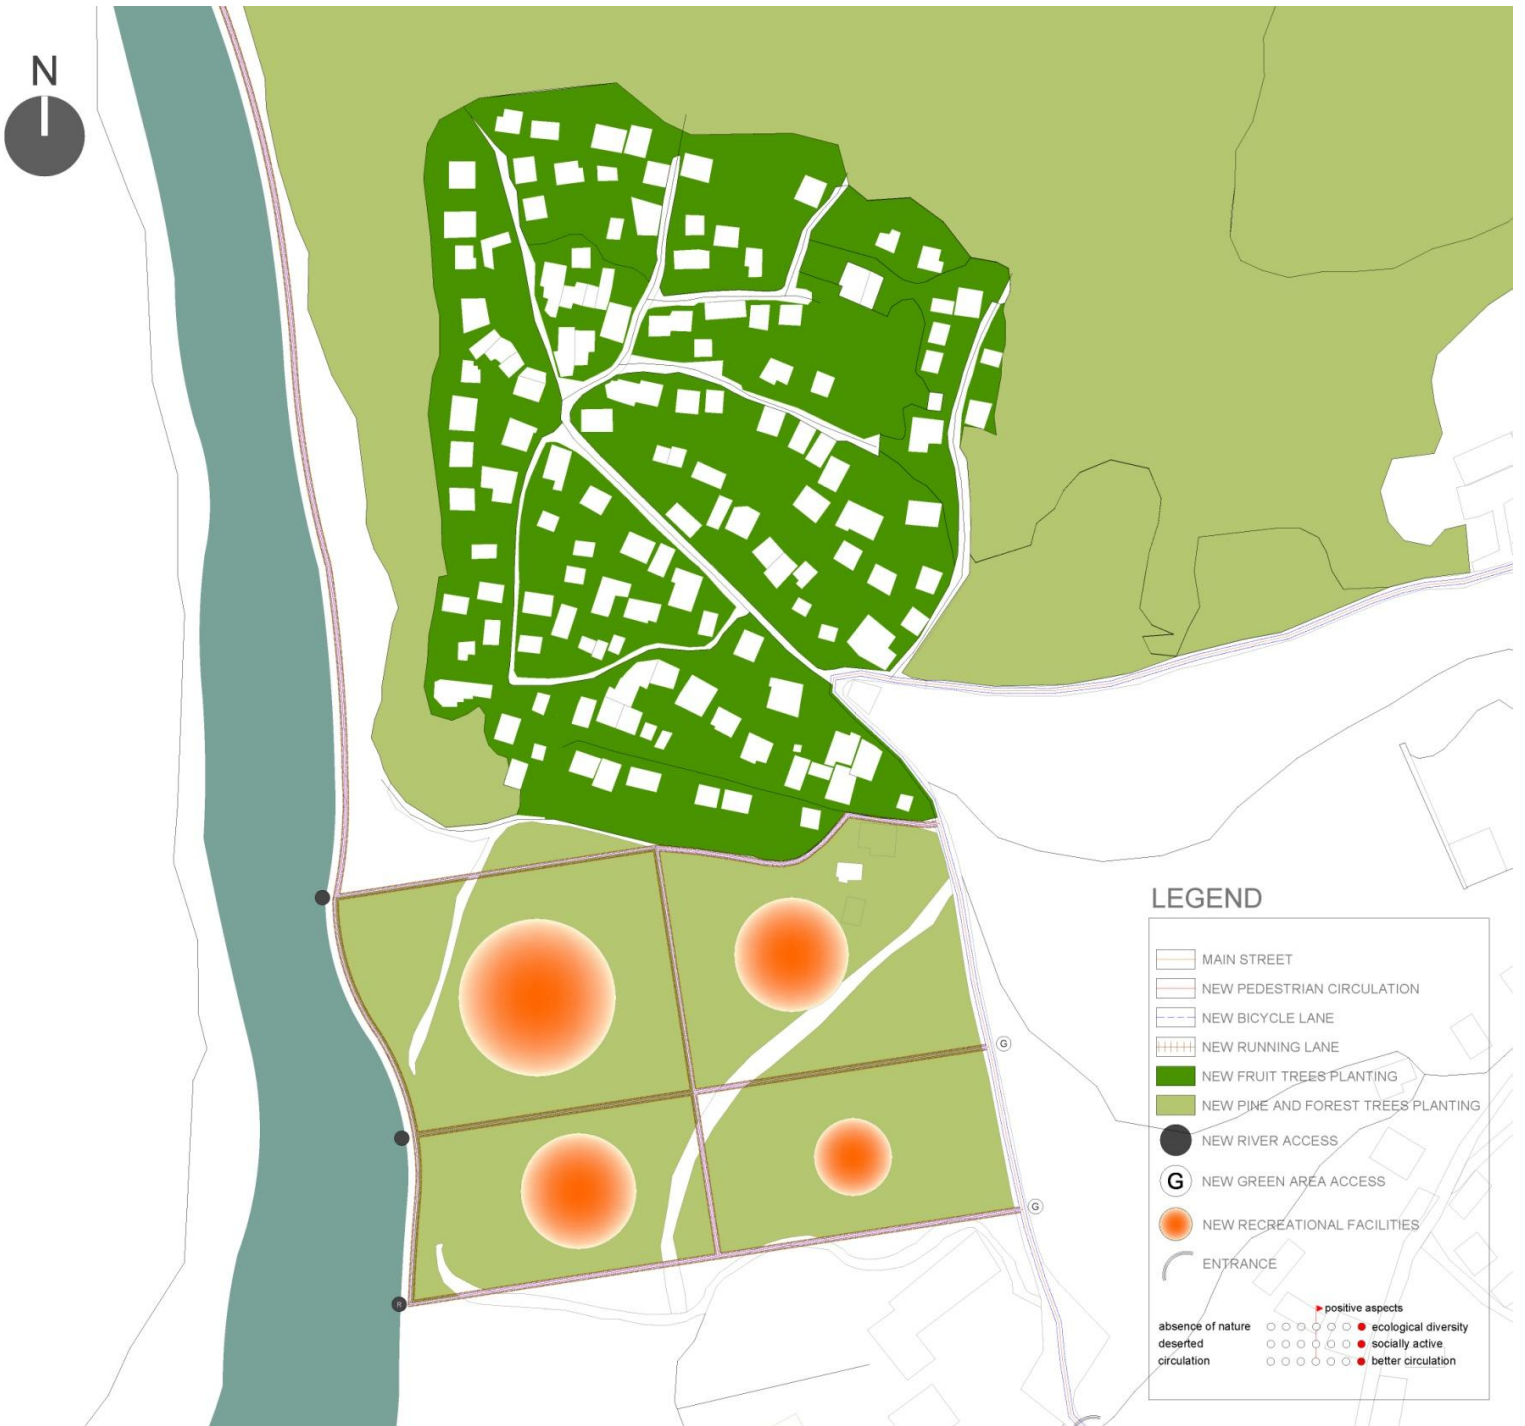 N
G
G
R
LEGEND
MAIN STREET
NEW PEDESTRIAN CIRCULATION
NEW BICYCLE LANE
NEW RUNNING LANE
NEW FRUIT TREES PLANTING
NEW PINE AND FOREST TREES PLANTING
NEW RIVER ACCESS
G NEW GREEN AREA ACCESS
NEW RECREATIONAL FACILITIES
ENTRANCE
positive aspects
absence of nature ecological diversity
deserted socially active
circulation better circulation